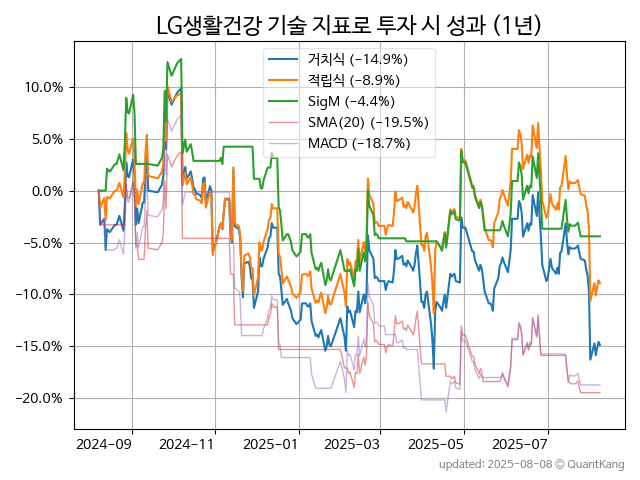 LG생활건강 기술 지표로 투자 시 성과 (1년)
거치식 (−14.9%)
적립식 (−8.9%)
SigM (−4.4%)
SMA(20) (−19.5%)
MACD (−18.7%)
10.0%
5.0%
0.0%
−5.0%
−10.0%
−15.0%
−20.0%
2024-09 2024-11 2025-01 2025-03 2025-05 2025-07
updated: 2025-08-08 © QuantKang